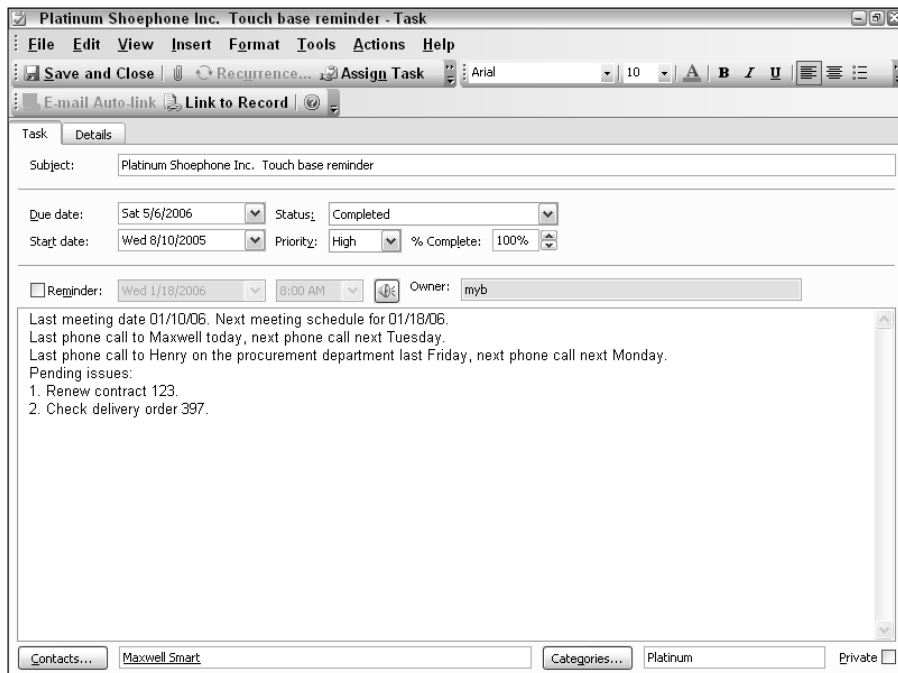 Platinum Shoephone Inc.  Touch base reminder - Task
File Edit View Insert Format Tools Actions Help
Save and Close Recurrence... Assign Task Arial 10 A B I U
E-mail Auto-link Link to Record
Task Details
Subject: Platinum Shoephone Inc.  Touch base reminder
Due date: Sat 5/6/2006 Status: Completed
Start date: Wed 8/10/2005 Priority: High % Complete: 100%
Reminder: Wed 1/18/2006 8:00 AM Owner: myb
Last meeting date 01/10/06. Next meeting schedule for 01/18/06.
Last phone call to Maxwell today, next phone call next Tuesday.
Last phone call to Henry on the procurement department last Friday, next phone call next Monday.
Pending issues:
1. Renew contract 123.
2. Check delivery order 397.
Contacts... Maxwell Smart Categories... Platinum Private